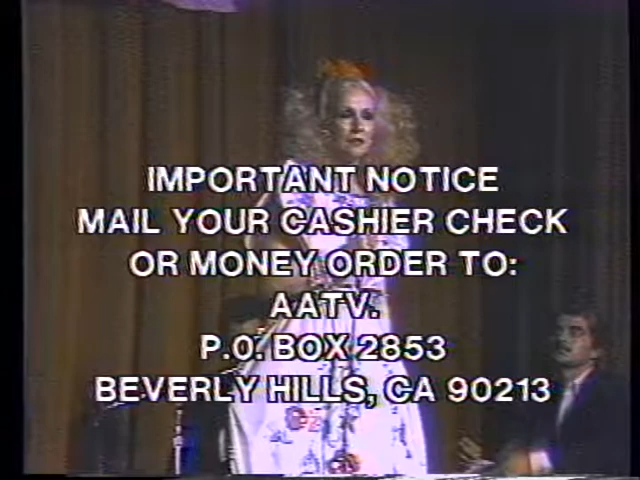 IMPORTANT NOTICE
MAIL YOUR CASHIER CHECK
OR MONEY ORDER TO:
AATV.
P.O. BOX 2853
BEVERLY HILLS, CA 90213